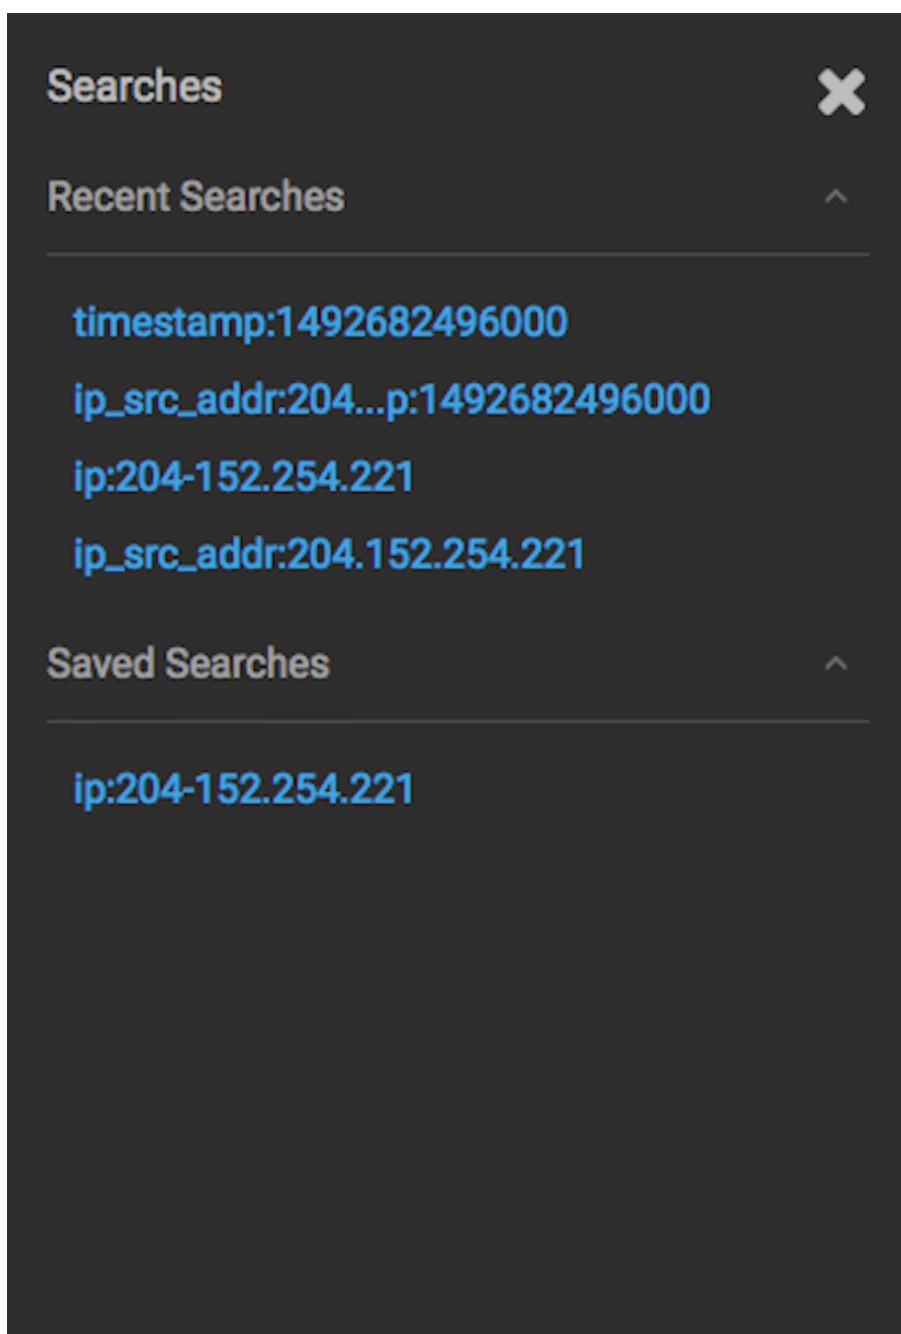 Searches
Recent Searches
timestamp:1492682496000
ip_src_addr:204...p:1492682496000
ip:204-152.254.221
ip_src_addr:204.152.254.221
Saved Searches
ip:204-152.254.221